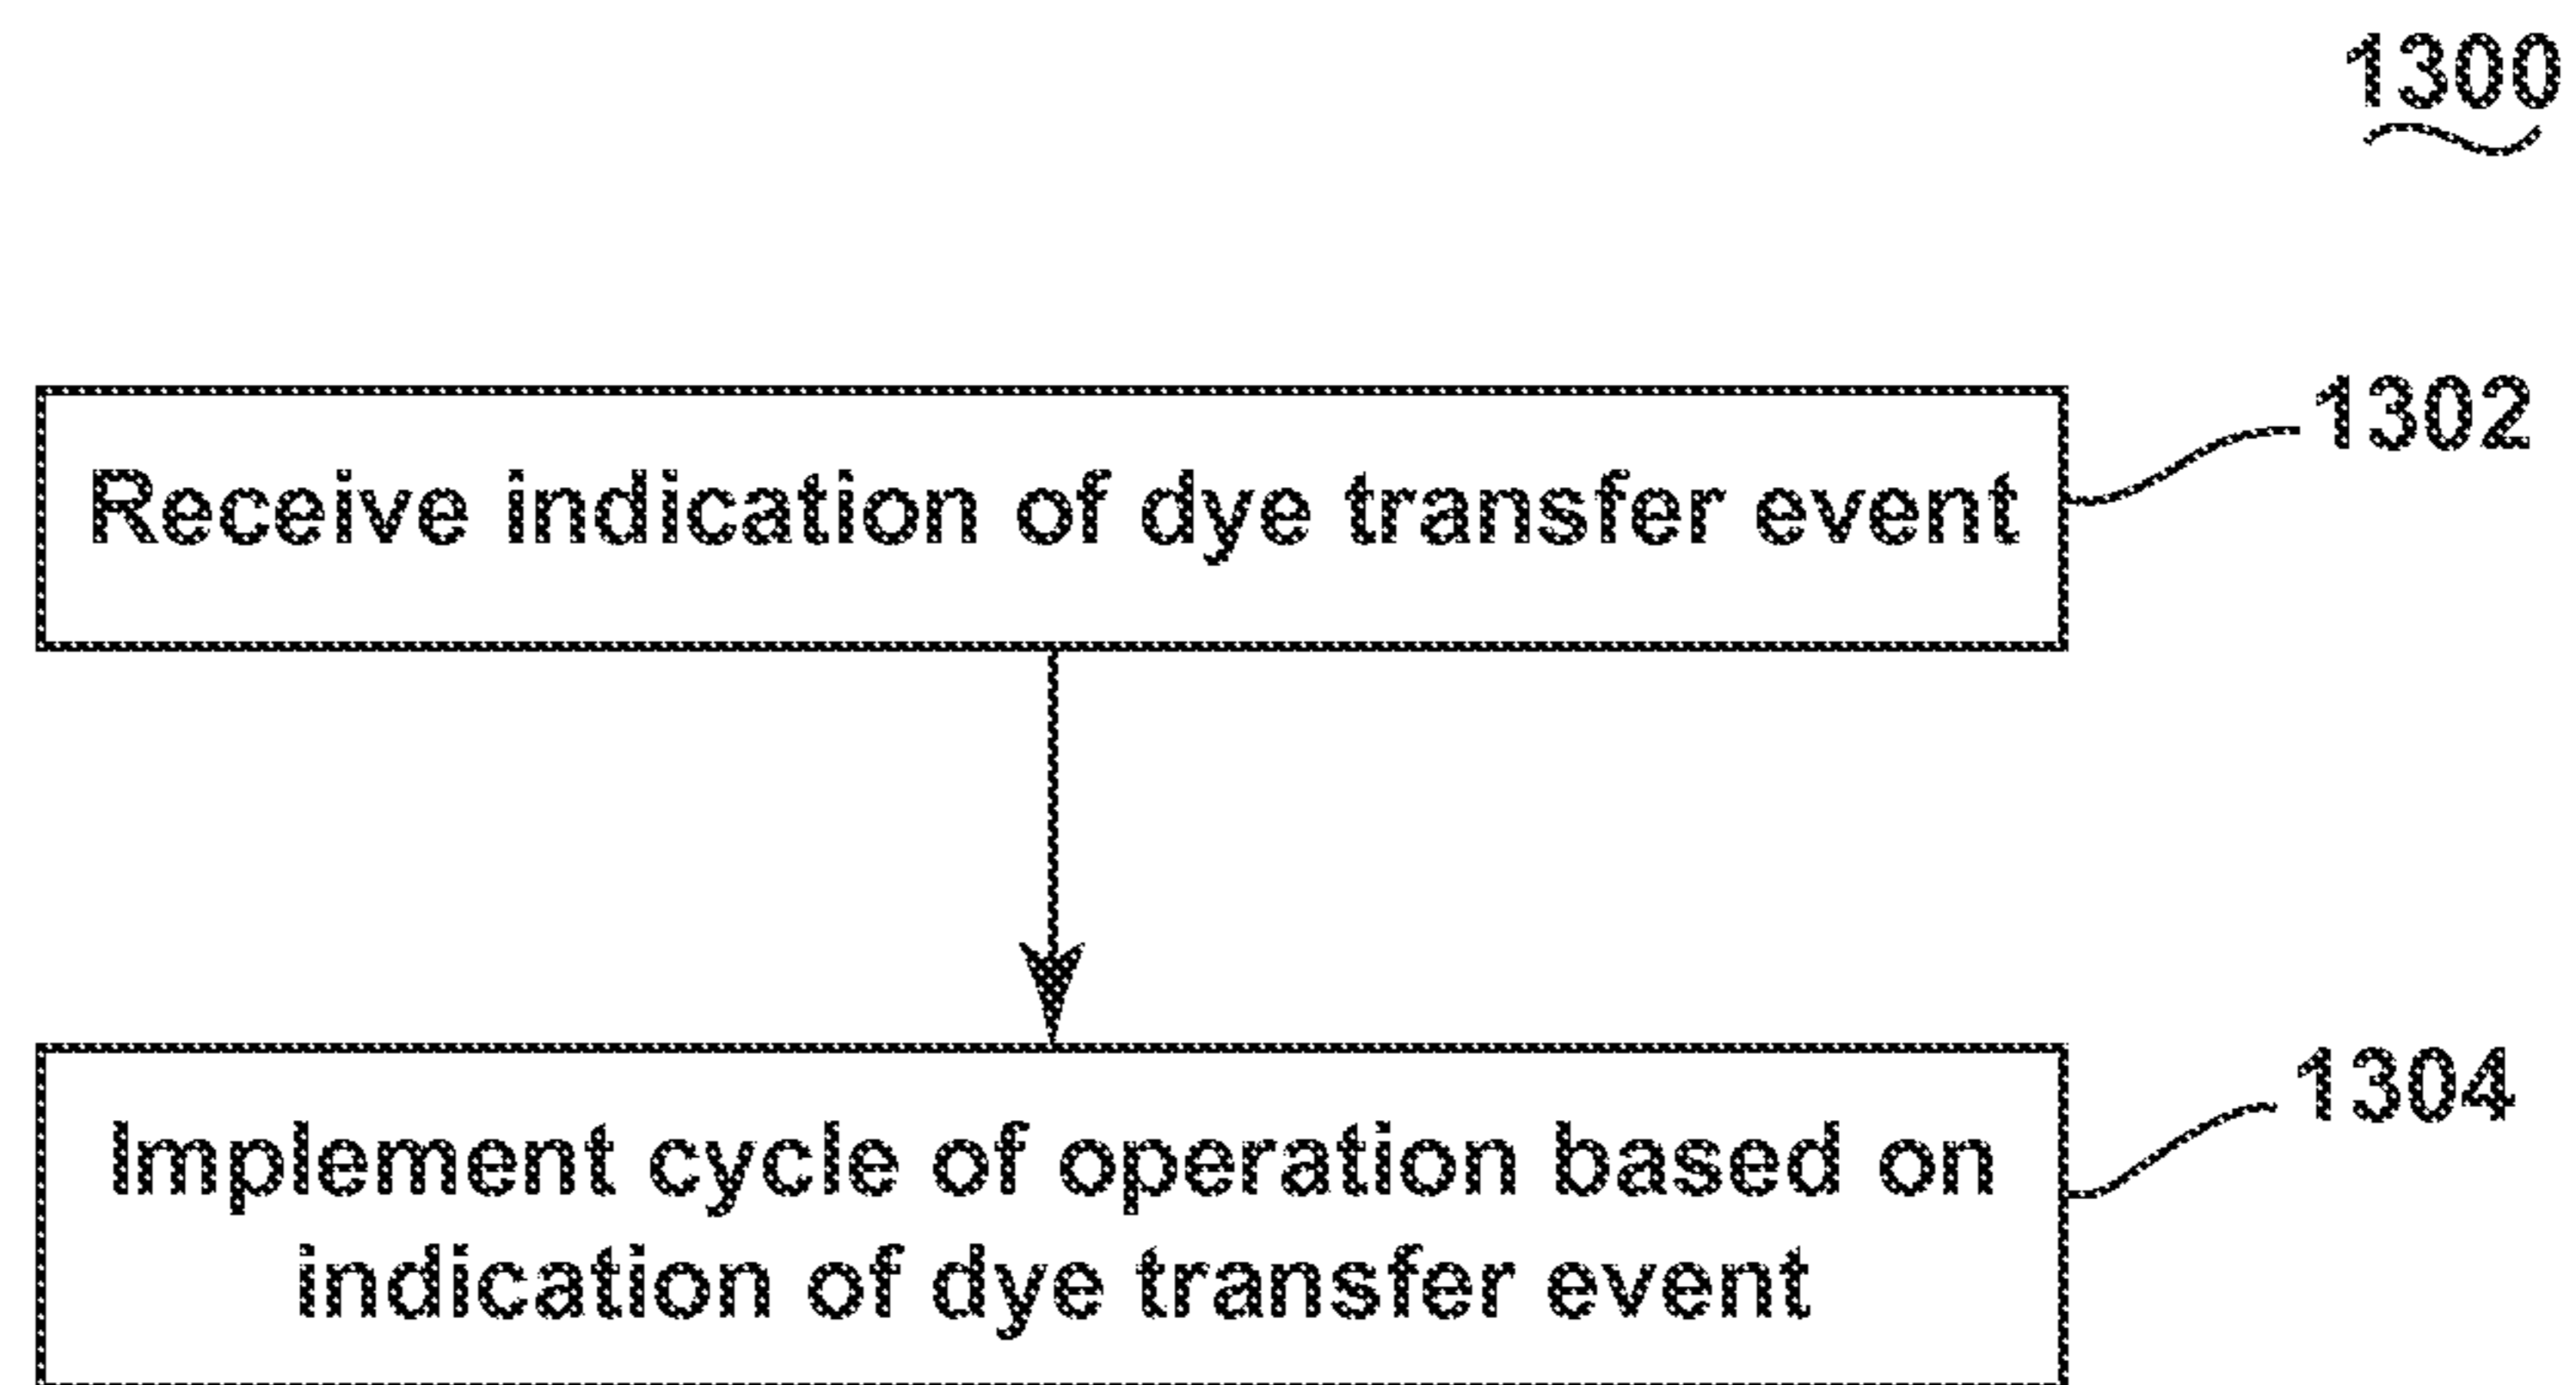 1300
Receive indication of dye transfer event
1302
Implement cycle of operation based on
indication of dye transfer event
1304